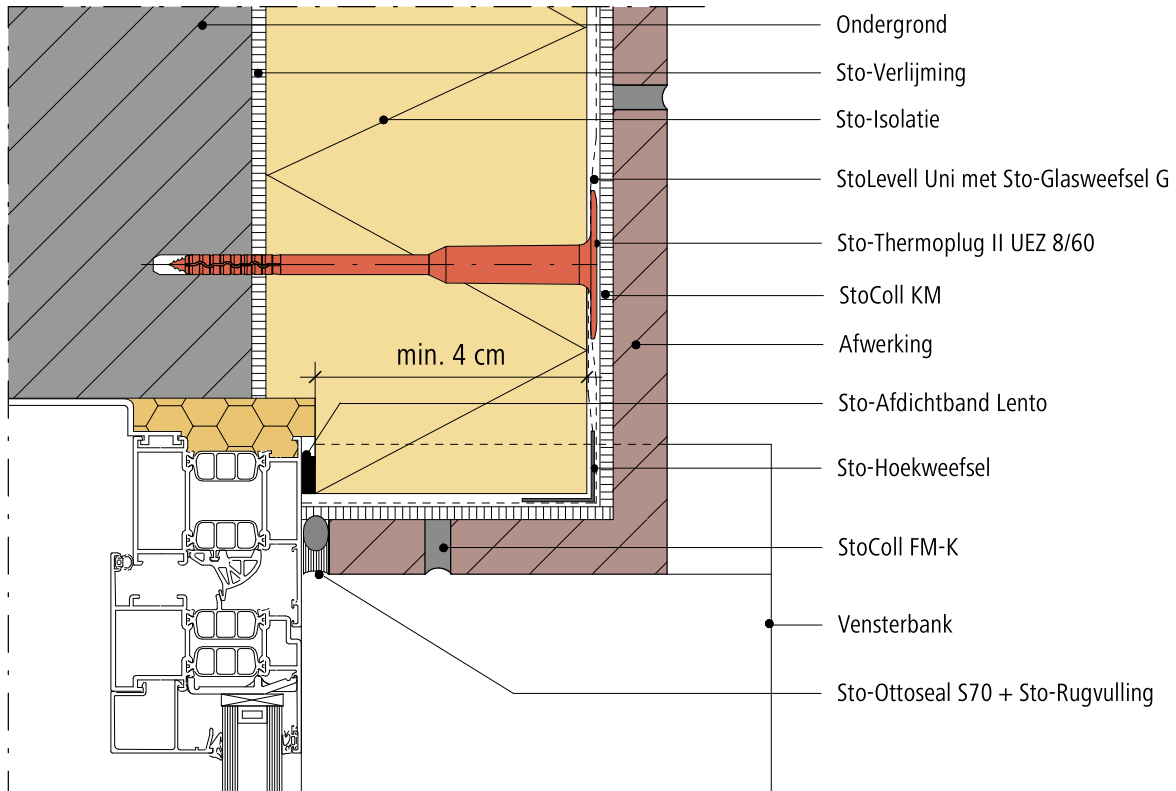 Ondergrond
Sto-Verlijming
Sto-Isolatie
StoLevell Uni met Sto-Glasweefsel G
Sto-Thermoplug II UEZ 8/60
StoColl KM
Afwerking
min. 4 cm
Sto-Afdichtband Lento
Sto-Hoekweefsel
StoColl FM-K
Vensterbank
Sto-Ottoseal S70 + Sto-Rugvulling